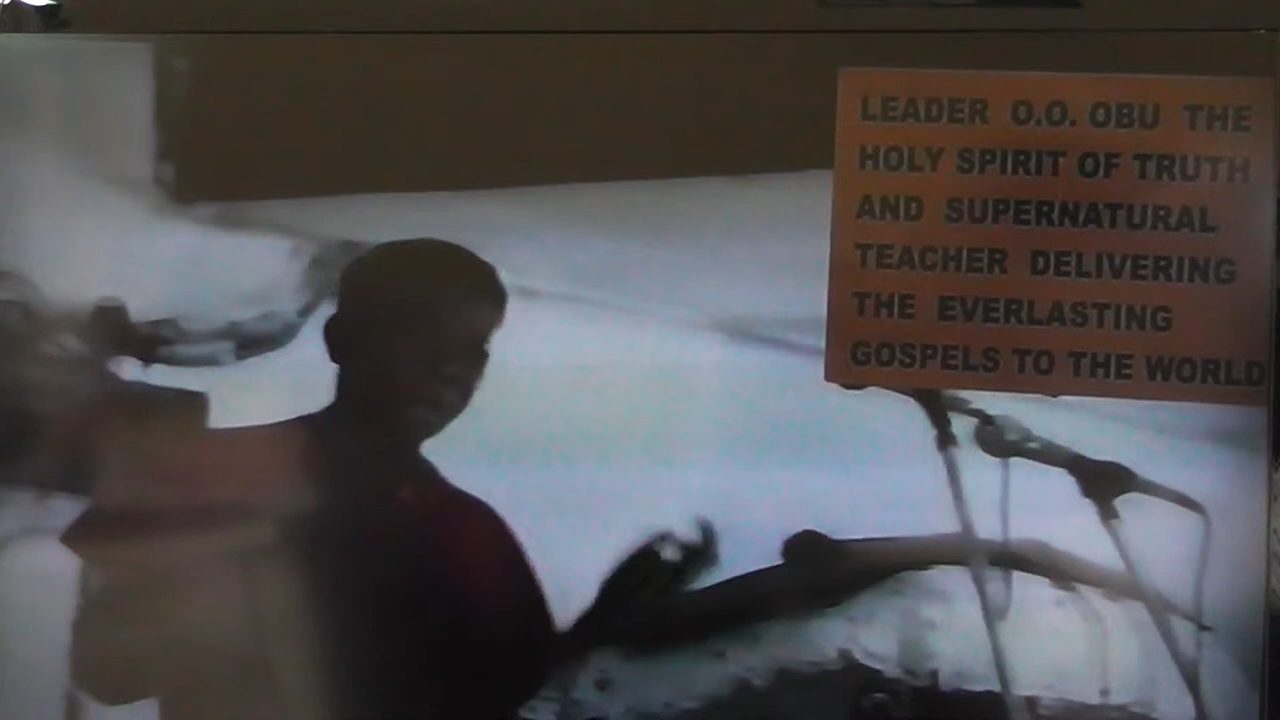 LEADER O.O. OBU THE
HOLY SPIRIT OF TRUTH
AND SUPERNATURAL
TEACHER DELIVERING
THE EVERLASTING
GOSPELS TO THE WORLD